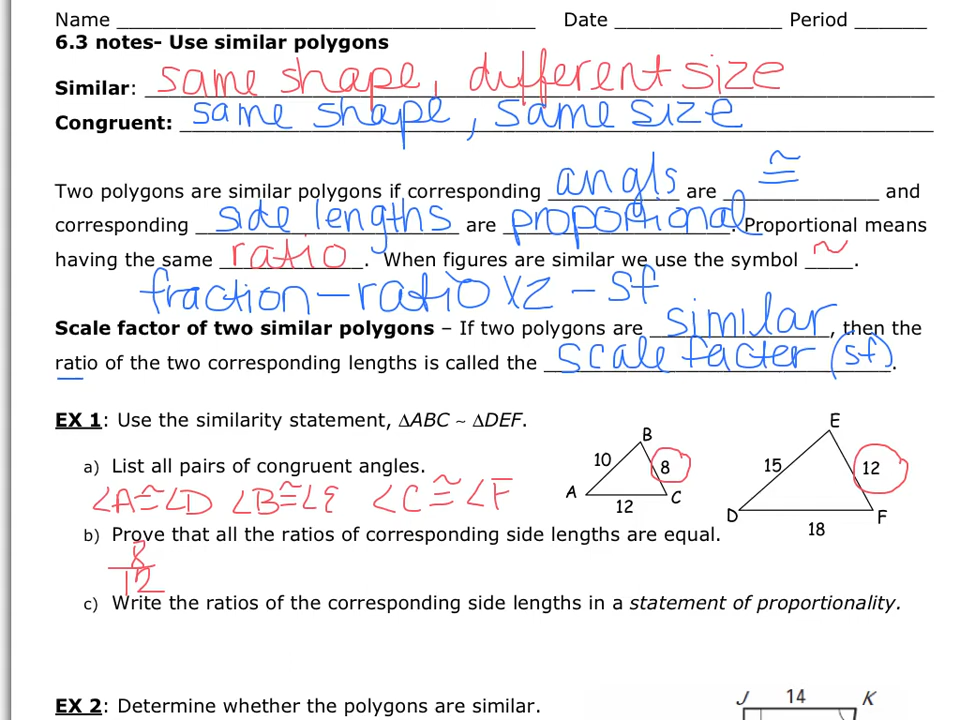 Name ______ Date ______ Period ______
6.3 notes- Use similar polygons
Similar: same shape, different size
Congruent: same shape, same size
Two polygons are similar polygons if corresponding angls are ≅ and
corresponding side lengths are proportional. Proportional means
having the same ratio. When figures are similar we use the symbol ~.
fraction - ratio x2 - sf
Scale factor of two similar polygons – If two polygons are similar, then the
ratio of the two corresponding lengths is called the scale facter (sf).
EX 1: Use the similarity statement, ΔABC ~ ΔDEF.
a) List all pairs of congruent angles.
∠A≅∠D ∠B≅∠E ∠C≅∠F
b) Prove that all the ratios of corresponding side lengths are equal.
8
12
c) Write the ratios of the corresponding side lengths in a statement of proportionality.
B
10 8
A C
12
E
15 12
D F
18
EX 2: Determine whether the polygons are similar.
J 14 K